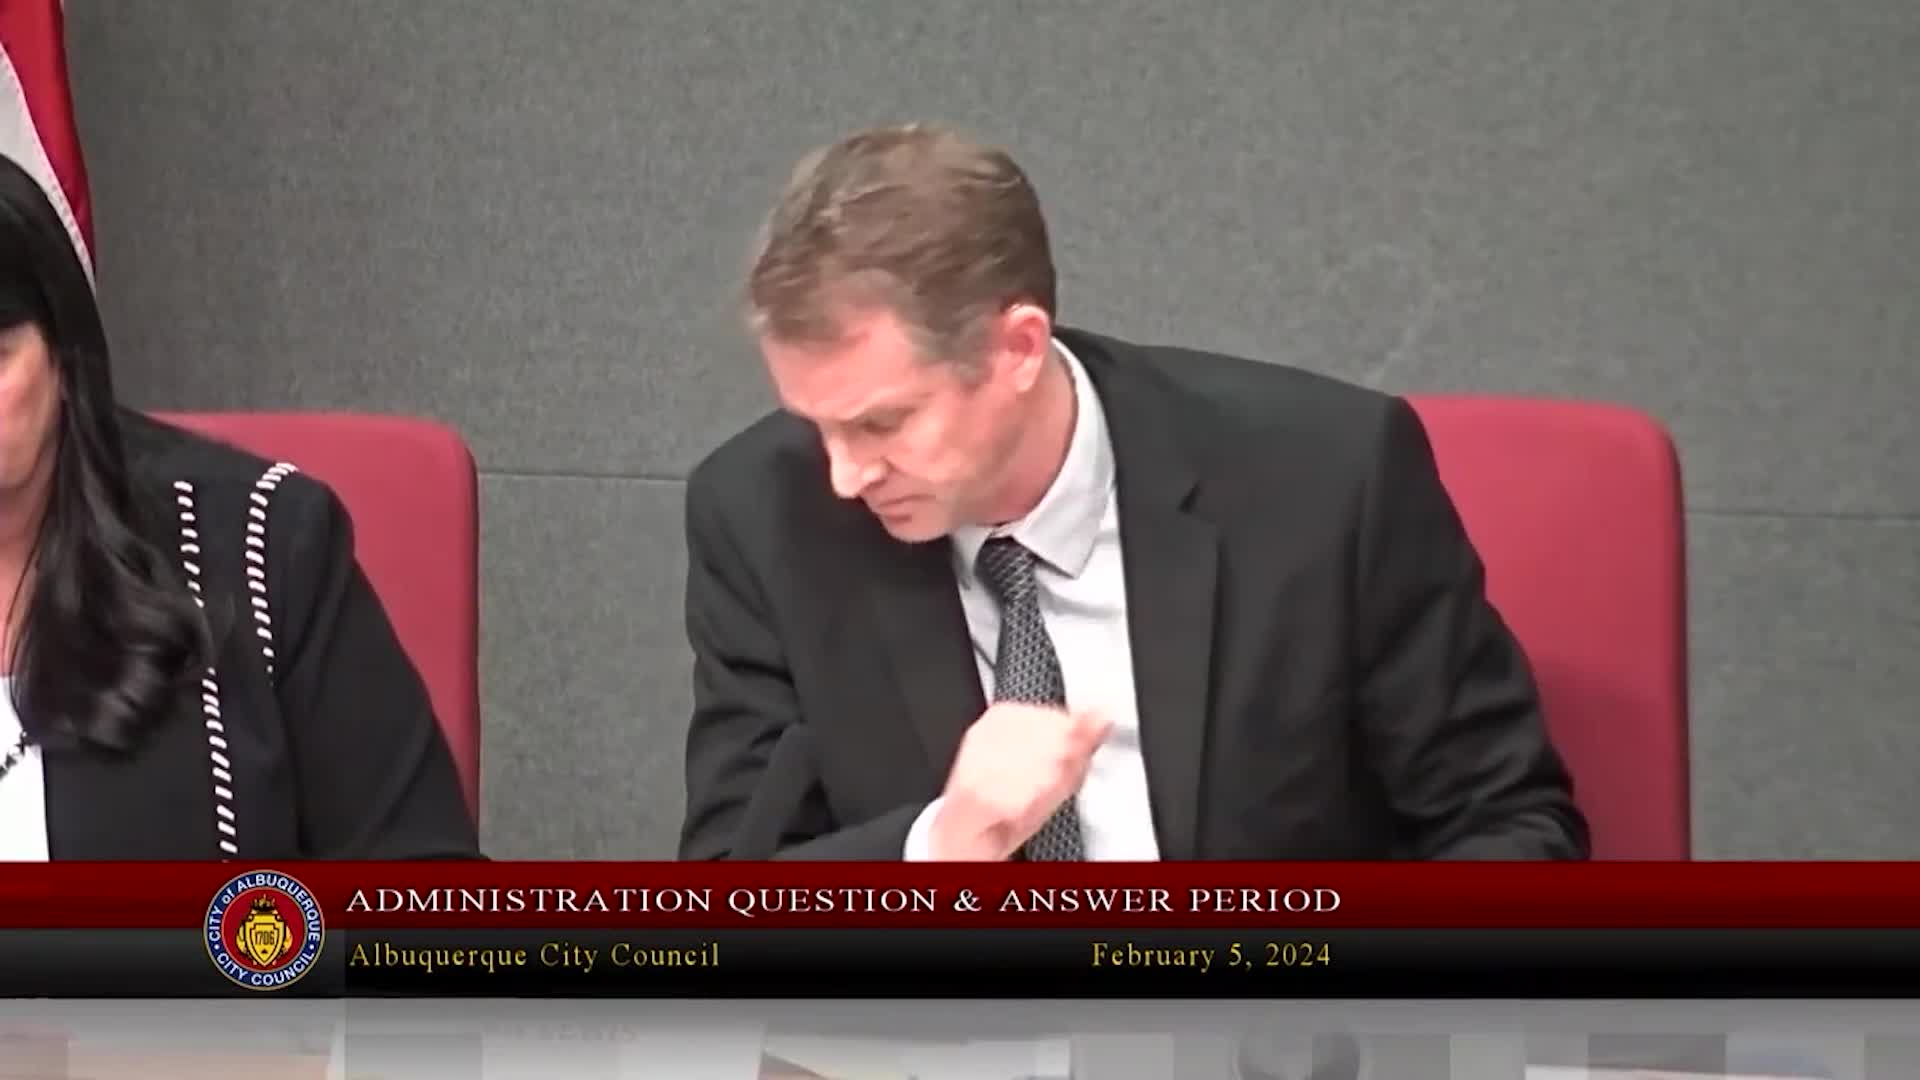 ADMINISTRATION QUESTION & ANSWER PERIOD
CITY of ALBUQUERQUE
1706
CITY COUNCIL
Albuquerque City Council February 5, 2024